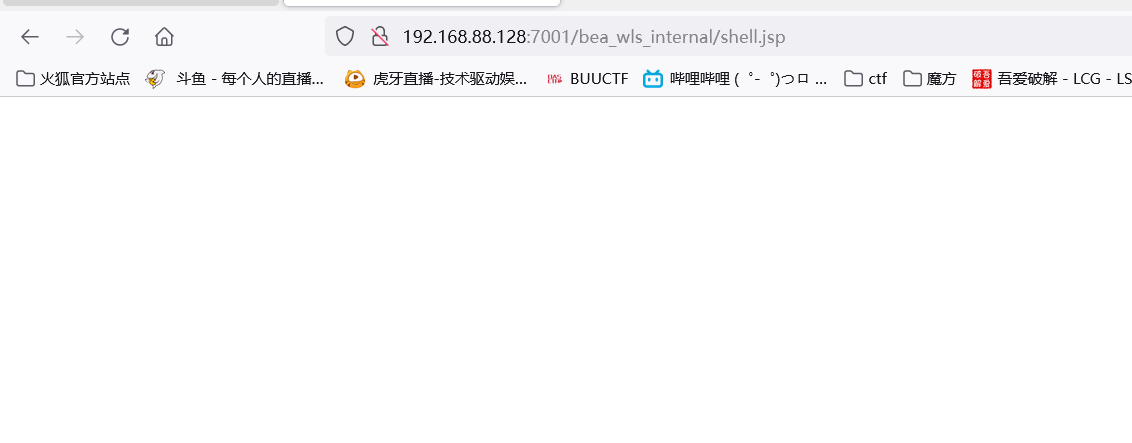 192.168.88.128:7001/bea_wls_internal/shell.jsp
火狐官方站点 斗鱼 - 每个人的直播... 虎牙直播-技术驱动娱... BUUCTF 哔哩哔哩 ( ゜- ゜)つロ ... ctf 魔方 吾爱破解 - LCG - LS